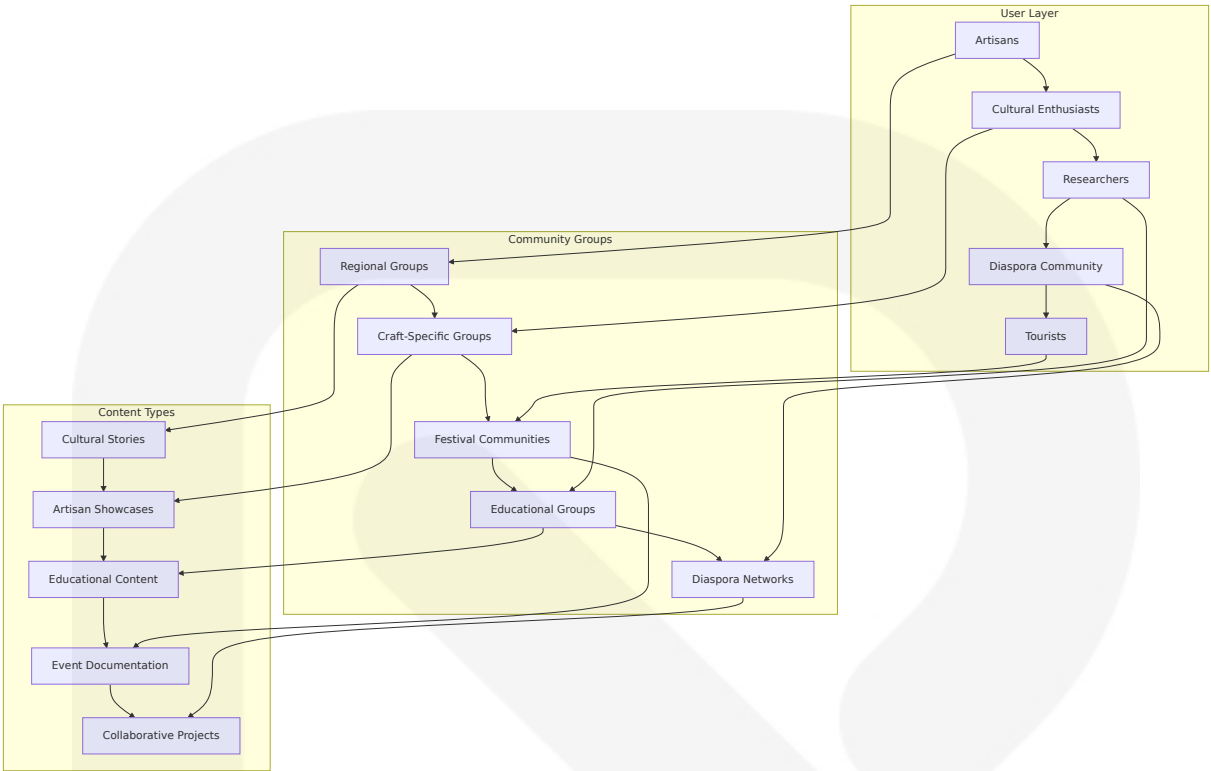 User Layer
Artisans
Cultural Enthusiasts
Researchers
Diaspora Community
Tourists
Community Groups
Regional Groups
Craft-Specific Groups
Festival Communities
Educational Groups
Diaspora Networks
Content Types
Cultural Stories
Artisan Showcases
Educational Content
Event Documentation
Collaborative Projects